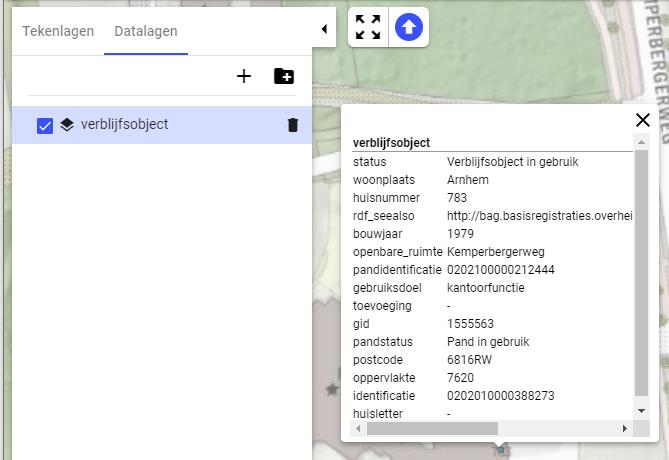 Tekenlagen Datalagen
verblijfsobject
MPERBERGERWEG
verblijfsobject
status Verblijfsobject in gebruik
woonplaats Arnhem
huisnummer 783
rdf_seealso http://bag.basisregistraties.overhei
bouwjaar 1979
openbare_ruimte Kemperbergerweg
pandidentificatie 0202100000212444
gebruiksdoel kantoorfunctie
toevoeging -
gid 1555563
pandstatus Pand in gebruik
postcode 6816RW
oppervlakte 7620
identificatie 0202010000388273
huisletter -